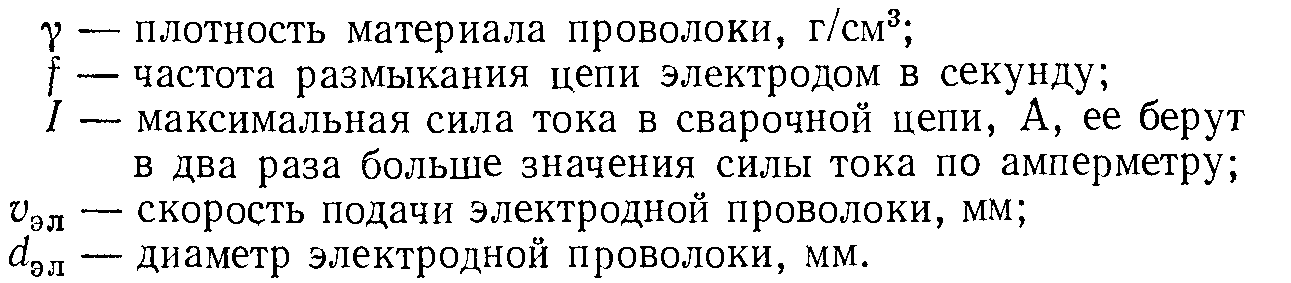 γ — плотность материала проволоки, г/см³;
f — частота размыкания цепи электродом в секунду;
I — максимальная сила тока в сварочной цепи, А, ее берут
в два раза больше значения силы тока по амперметру;
vэл — скорость подачи электродной проволоки, мм;
dэл — диаметр электродной проволоки, мм.